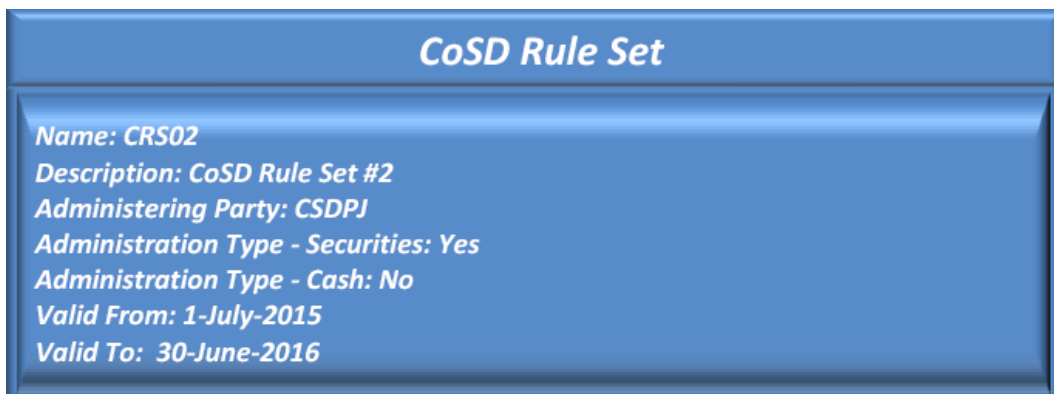 CoSD Rule Set
Name: CRS02
Description: CoSD Rule Set #2
Administering Party: CSDPJ
Administration Type - Securities: Yes
Administration Type - Cash: No
Valid From: 1-July-2015
Valid To:  30-June-2016